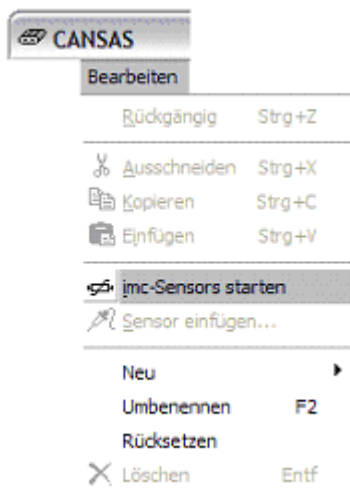 CANSAS
Bearbeiten
Rückgängig Strg+Z
Ausschneiden Strg+X
Kopieren Strg+C
Einfügen Strg+V
imc-Sensors starten
Sensor einfügen...
Neu
Umbenennen F2
Rücksetzen
Löschen Entf